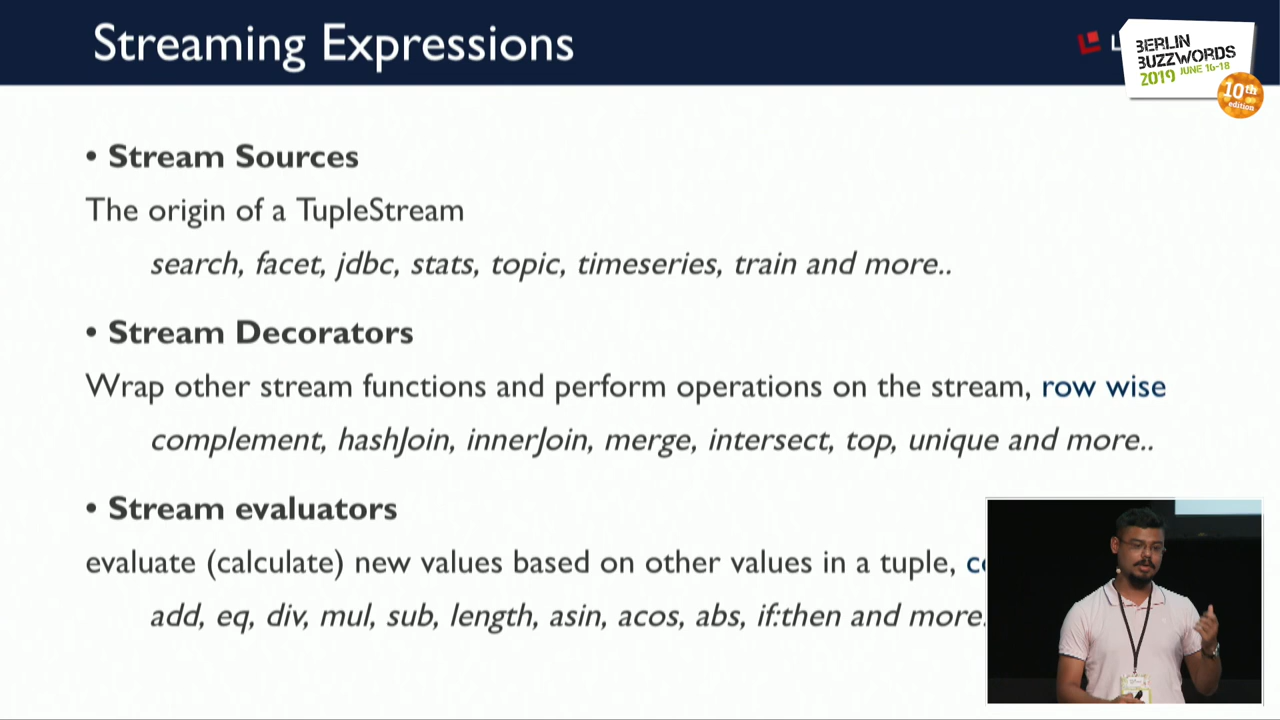 Streaming Expressions
BERLIN
BUZZWORDS
2019 JUNE 16-18
10th
edition
• Stream Sources
The origin of a TupleStream
search, facet, jdbc, stats, topic, timeseries, train and more..
• Stream Decorators
Wrap other stream functions and perform operations on the stream, row wise
complement, hashJoin, innerJoin, merge, intersect, top, unique and more..
• Stream evaluators
evaluate (calculate) new values based on other values in a tuple,
add, eq, div, mul, sub, length, asin, acos, abs, if:then and more.